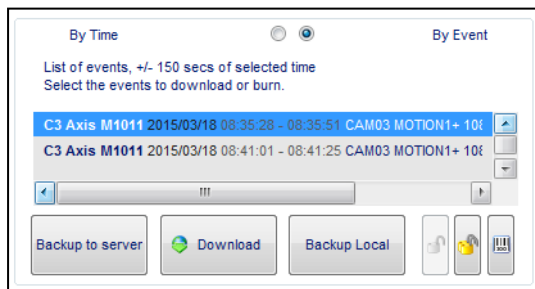 By Time By Event
List of events, +/- 150 secs of selected time
Select the events to download or burn.
C3 Axis M1011 2015/03/18 08:35:28 - 08:35:51 CAM03 MOTION1+
C3 Axis M1011 2015/03/18 08:41:01 - 08:41:25 CAM03 MOTION1+
Backup to server Download Backup Local